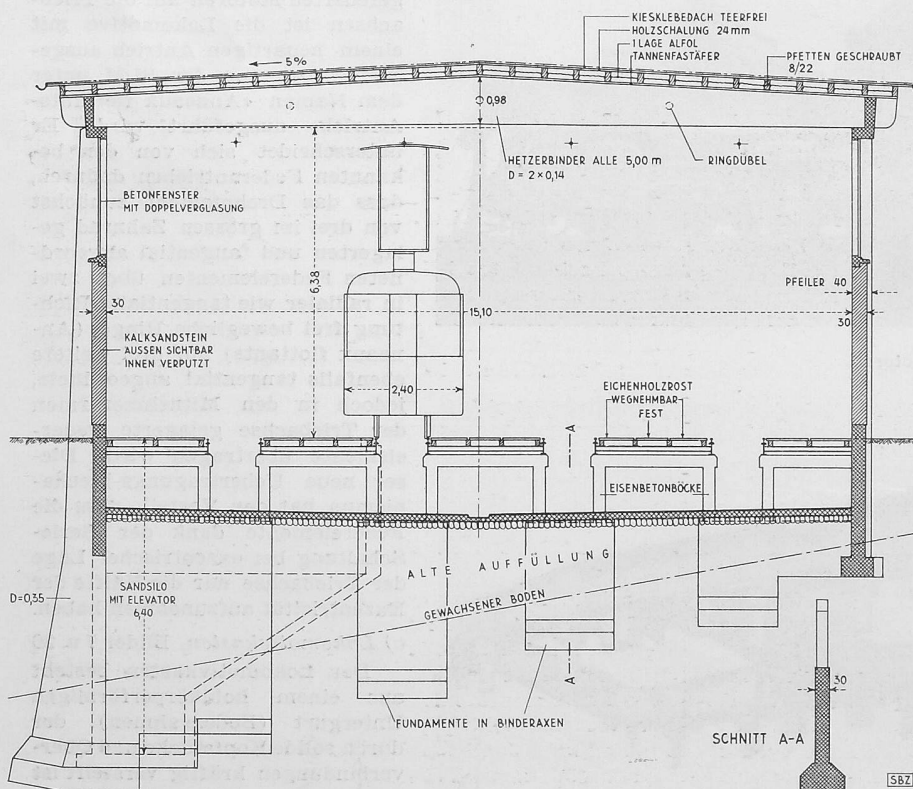 KIESKLEBEDACH TEERFREI
HOLZSCHALUNG 24mm
1 LAGE ALFOL
TANNENFASTÄFER
PFETTEN GESCHRAUBT
8/22
5%
0,98
HETZERBINDER ALLE 5,00 m
D = 2×0,14
RINGDÜBEL
BETONFENSTER
MIT DOPPELVERGLASUNG
6,38
PFEILER 40
30
15,10
30
KALKSANDSTEIN
AUSSEN SICHTBAR
INNEN VERPUTZT
2,40
EICHENHOLZROST
WEGNEHMBAR
FEST
A
EISENBETONBÖCKE
ALTE AUFFÜLLUNG
GEWACHSENER BODEN
D=0,35
SANDSILO
MIT ELEVATOR
6,40
A
30
FUNDAMENTE IN BINDERAXEN
SCHNITT A-A
SBZ